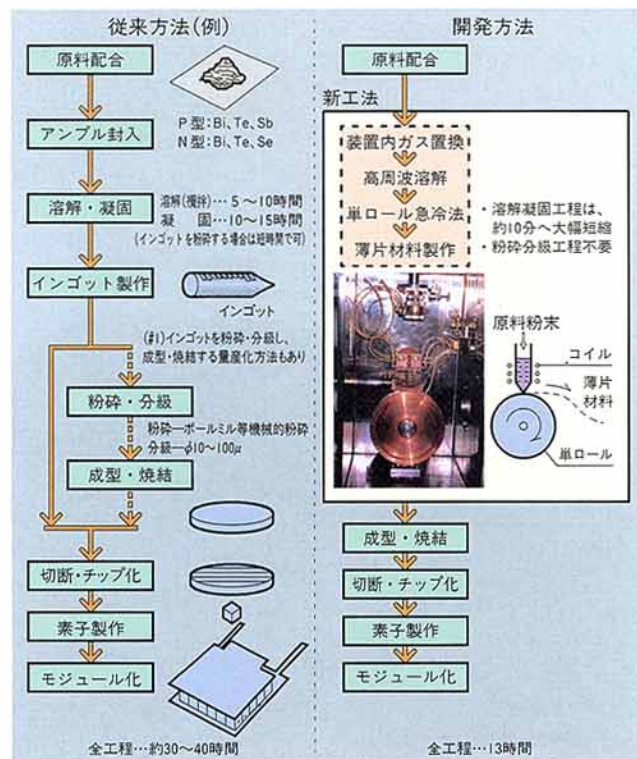 従来方法(例)
原料配合
P型:Bi、Te、Sb
N型:Bi、Te、Se
アンプル封入
溶解・凝固
溶解(攪拌)…5〜10時間
凝 固…10〜15時間
(インゴットを粉砕する場合は短時間で可)
インゴット製作
インゴット
(#1)インゴットを粉砕・分級し、
成型・焼結する量産化方法もあり
粉砕・分級
粉砕―ボールミル等機械的粉砕
分級―φ10〜100μ
成型・焼結
切断・チップ化
素子製作
モジュール化
全工程…約30〜40時間
開発方法
原料配合
新工法
装置内ガス置換
高周波溶解
単ロール急冷法
薄片材料製作
・溶解凝固工程は、
約10分へ大幅短縮
・粉砕分級工程不要
原料粉末
コイル
薄片
材料
単ロール
成型・焼結
切断・チップ化
素子製作
モジュール化
全工程…13時間